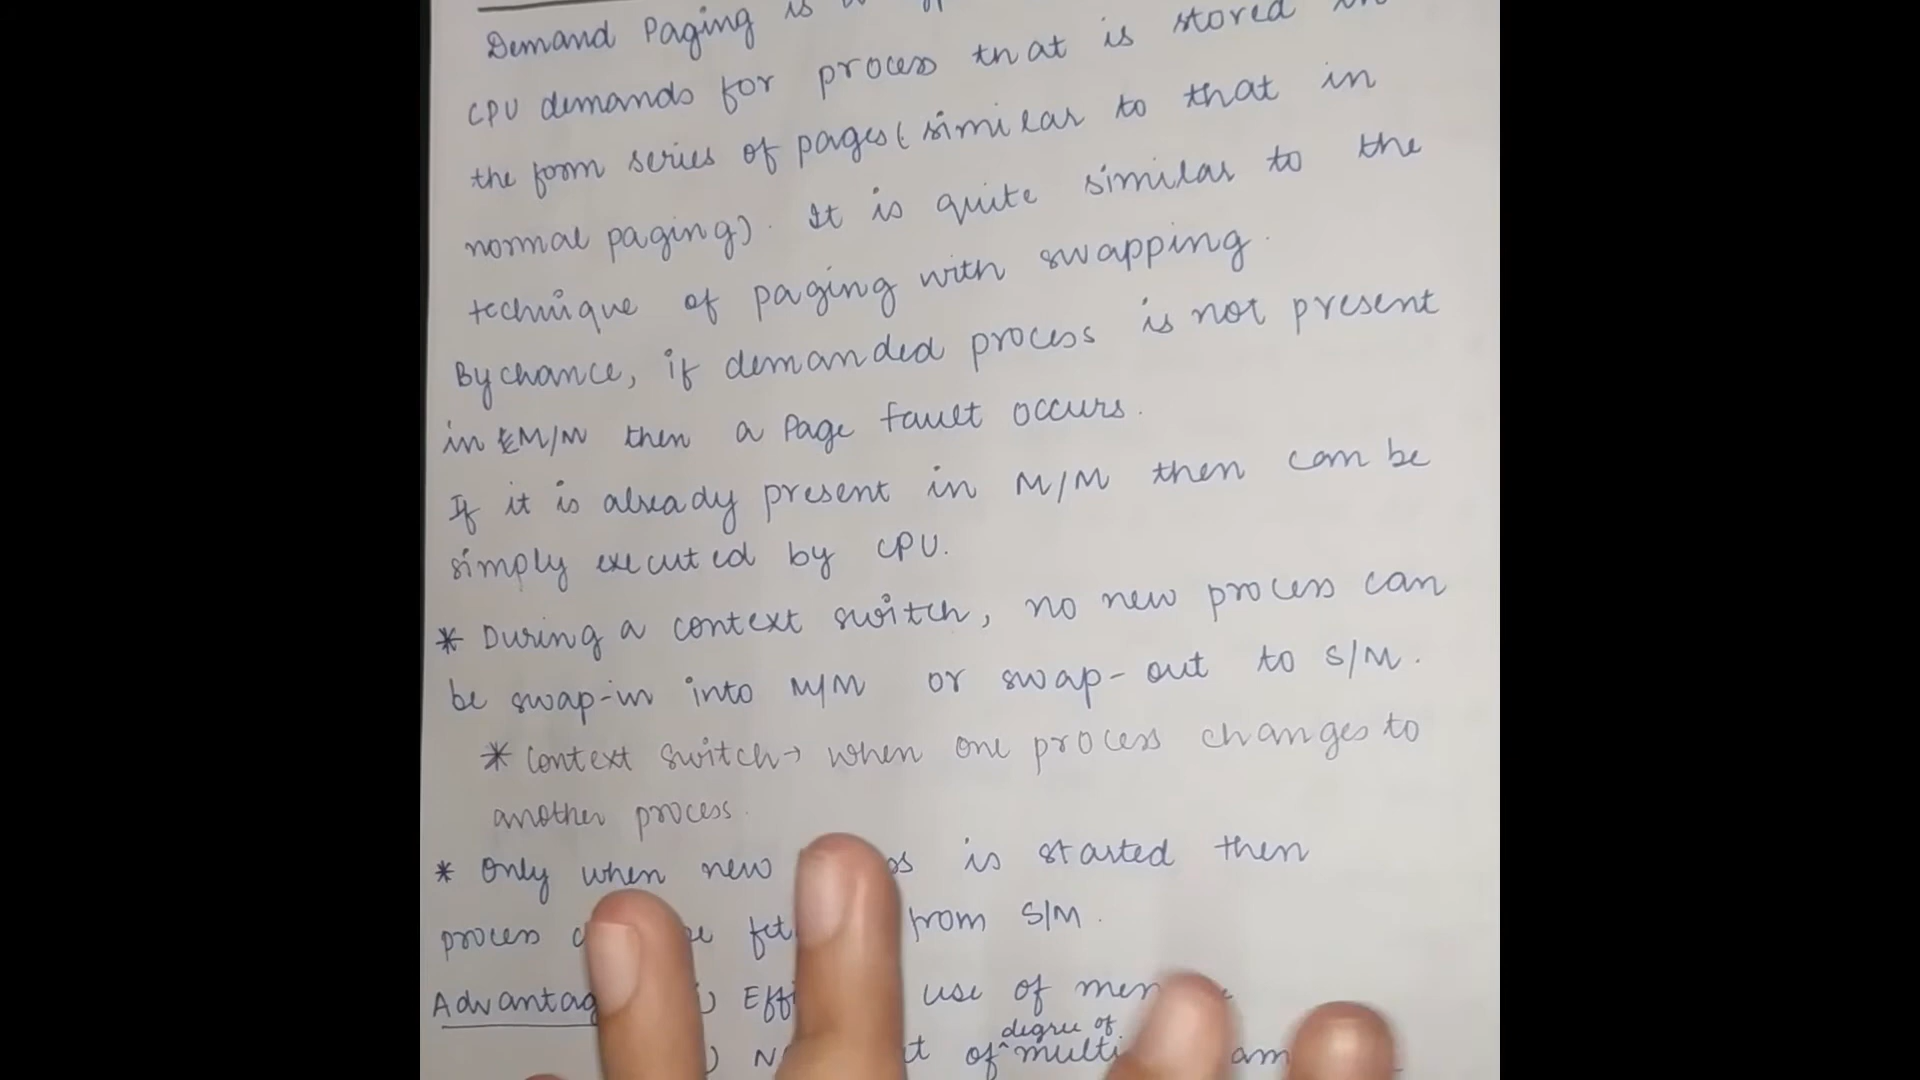 Demand Paging is
CPU demands for process that is stored in
the form series of pages (similar to that in
normal paging). It is quite similar to the
technique of paging with swapping.
By chance, if demanded process is not present
in M/M then a Page fault occurs.
If it is already present in M/M then can be
simply executed by CPU.
* During a context switch, no new process can
be swap-in into M/M or swap-out to S/M.
* Context switch → when one process changes to
another process.
* Only when new is started then
process from S/M.
use of
degree of
of